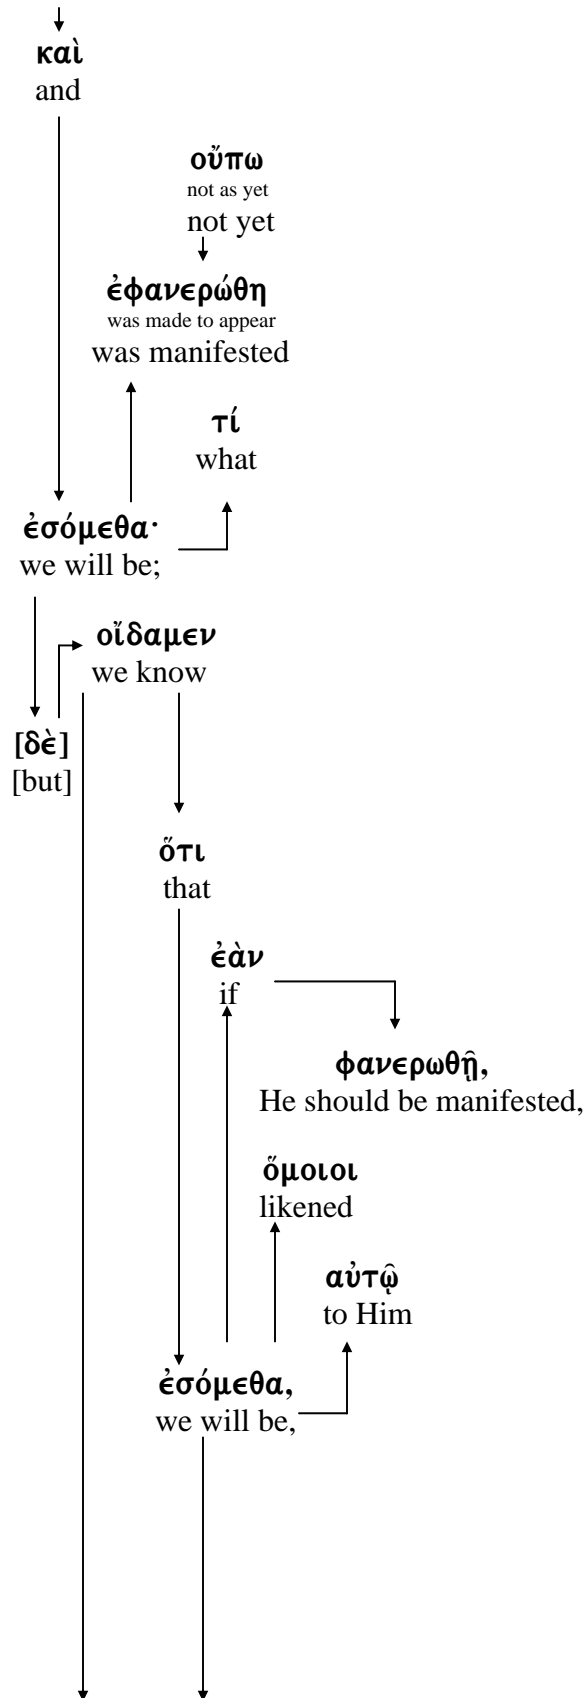 καὶ
and
οὔπω
not as yet
not yet
ἐφανερώθη
was made to appear
was manifested
τί
what
ἐσόμεθα·
we will be;
οἴδαμεν
we know
[δὲ]
[but]
ὅτι
that
ἐὰν
if
φανερωθῇ,
He should be manifested,
ὅμοιοι
likened
αὐτῷ
to Him
ἐσόμεθα,
we will be,